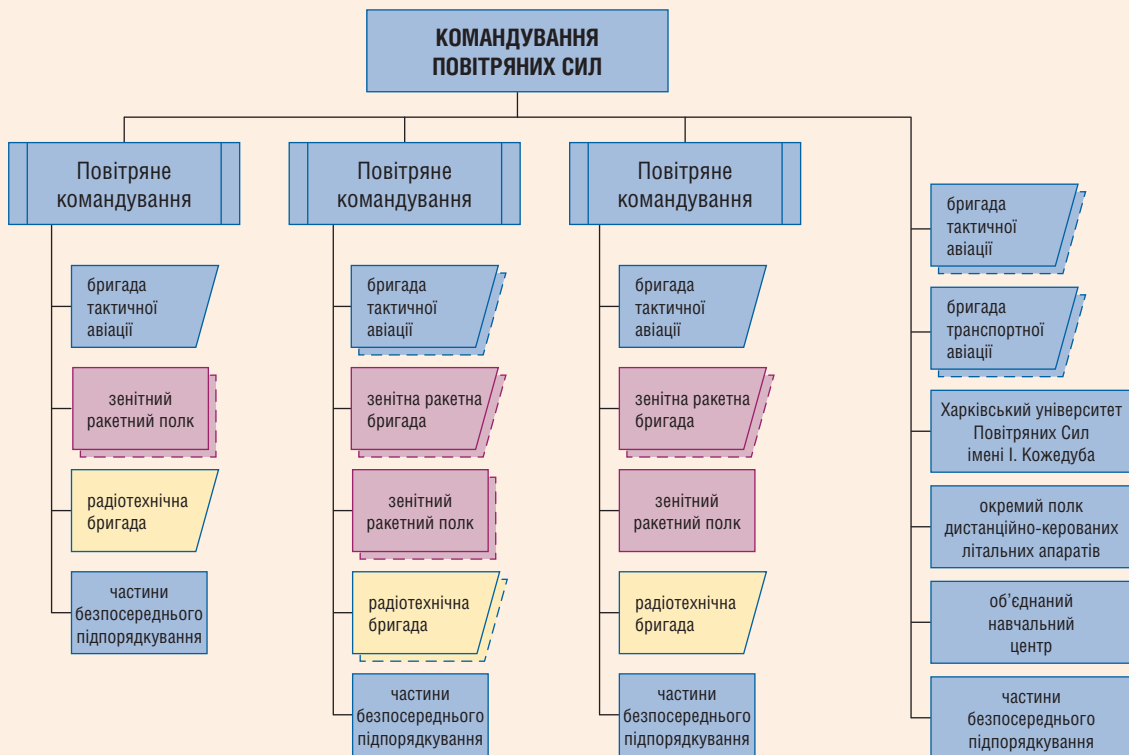 КОМАНДУВАННЯ
ПОВІТРЯНИХ СИЛ
Повітряне
командування
бригада
тактичної
авіації
зенітний
ракетний полк
радіотехнічна
бригада
частини
безпосереднього
підпорядкування
Повітряне
командування
бригада
тактичної
авіації
зенітна ракетна
бригада
зенітний
ракетний полк
радіотехнічна
бригада
частини
безпосереднього
підпорядкування
Повітряне
командування
бригада
тактичної
авіації
зенітна ракетна
бригада
зенітний
ракетний полк
радіотехнічна
бригада
частини
безпосереднього
підпорядкування
бригада
тактичної
авіації
бригада
транспортної
авіації
Харківський університет
Повітряних Сил
імені І. Кожедуба
окремий полк
дистанційно-керованих
літальних апаратів
об’єднаний
навчальний
центр
частини
безпосереднього
підпорядкування